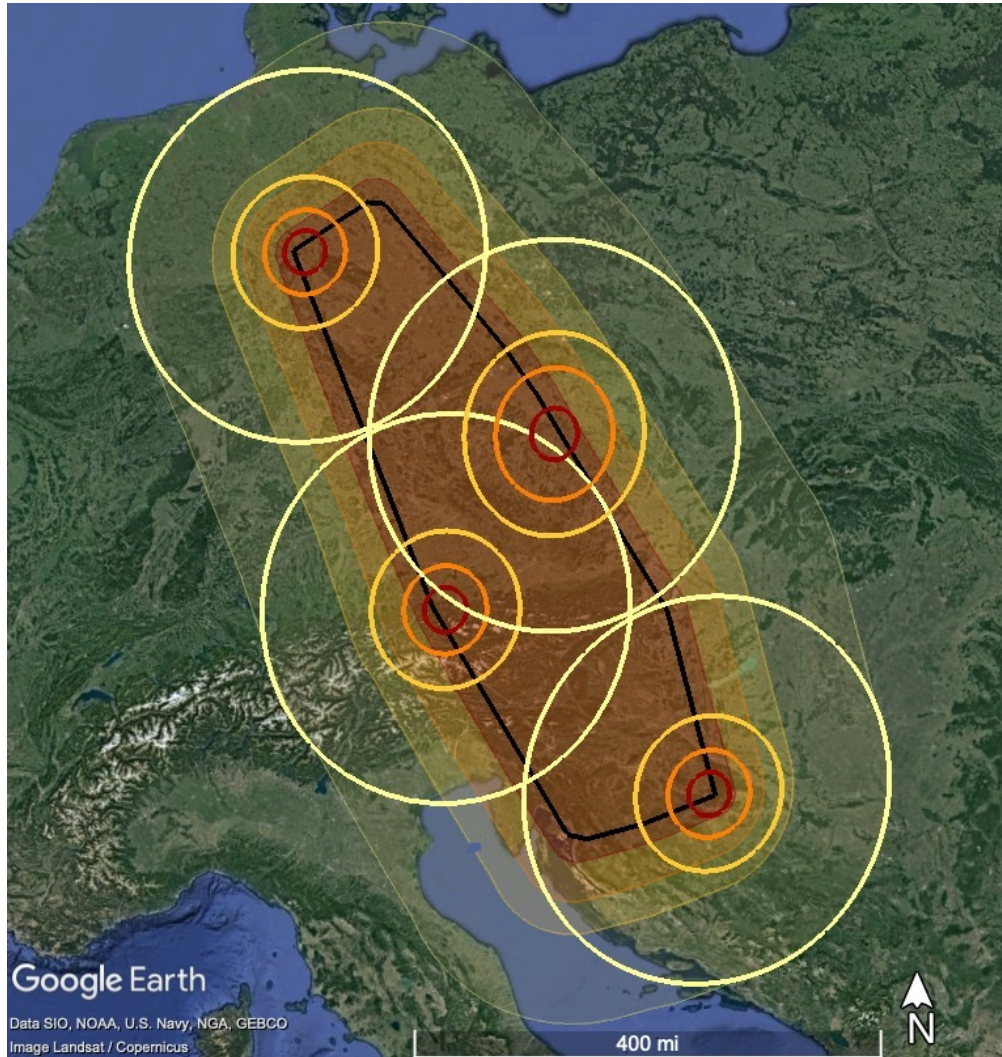 Google Earth
Data SIO, NOAA, U.S. Navy, NGA, GEBCO
Image Landsat / Copernicus
400 mi
N